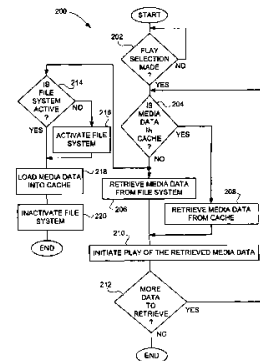 200
START
202
PLAY
SELECTION
MADE
?
NO
YES
214
IS
FILE
SYSTEM
ACTIVE
?
NO
YES
216
ACTIVATE FILE
SYSTEM
218
LOAD MEDIA DATA
INTO CACHE
INACTIVATE FILE
SYSTEM
220
END
IS
MEDIA
DATA
IN
CACHE
?
204
NO
YES
RETRIEVE MEDIA DATA
FROM FILE SYSTEM
206
208
RETRIEVE MEDIA DATA
FROM CACHE
210
INITIATE PLAY OF THE RETRIEVED MEDIA DATA
212
MORE
DATA
TO
RETRIEVE
?
YES
NO
END